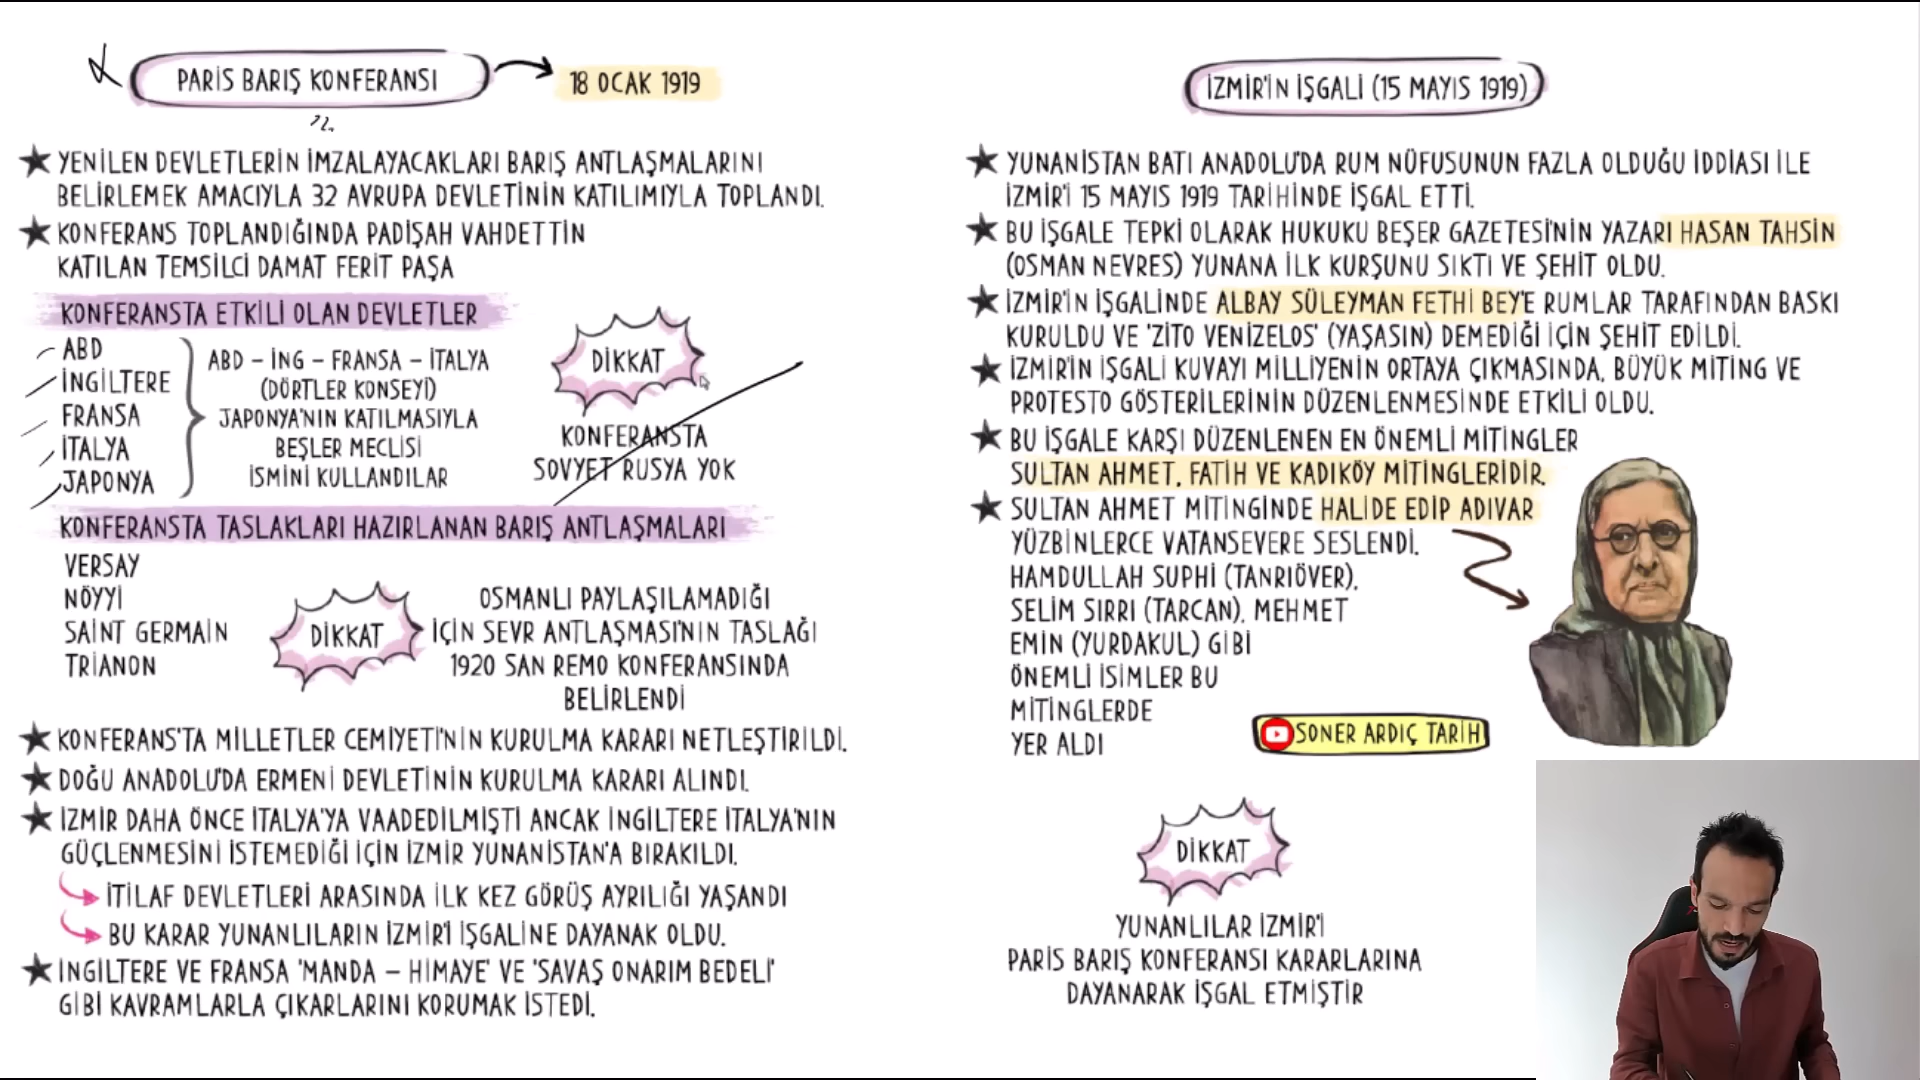 PARİS BARIŞ KONFERANSI
18 OCAK 1919
YENİLEN DEVLETLERİN İMZALAYACAKLARI BARIŞ ANTLAŞMALARINI
BELİRLEMEK AMACIYLA 32 AVRUPA DEVLETİNİN KATILIMIYLA TOPLANDI.
KONFERANS TOPLANDIĞINDA PADİŞAH VAHDETTİN
KATILAN TEMSİLCİ DAMAT FERİT PAŞA
KONFERANSTA ETKİLİ OLAN DEVLETLER
ABD
İNGİLTERE
FRANSA
İTALYA
JAPONYA
ABD – İNG – FRANSA – İTALYA
(DÖRTLER KONSEYİ)
JAPONYA'NIN KATILMASIYLA
BEŞLER MECLİSİ
İSMİNİ KULLANDILAR
DİKKAT
KONFERANSTA
SOVYET RUSYA YOK
KONFERANSTA TASLAKLARI HAZIRLANAN BARIŞ ANTLAŞMALARI
VERSAY
NÖYYİ
SAINT GERMAIN
TRİANON
DİKKAT
OSMANLI PAYLAŞILAMADIĞI
İÇİN SEVR ANTLAŞMASI'NIN TASLAĞI
1920 SAN REMO KONFERANSINDA
BELİRLENDİ
KONFERANS'TA MİLLETLER CEMİYETİ'NİN KURULMA KARARI NETLEŞTİRİLDİ.
DOĞU ANADOLU'DA ERMENİ DEVLETİNİN KURULMA KARARI ALINDI.
İZMİR DAHA ÖNCE İTALYA'YA VAADEDİLMİŞTİ ANCAK İNGİLTERE İTALYA'NIN
GÜÇLENMESİNİ İSTEMEDİĞİ İÇİN İZMİR YUNANİSTAN'A BIRAKILDI.
İTİLAF DEVLETLERİ ARASINDA İLK KEZ GÖRÜŞ AYRILIĞI YAŞANDI
BU KARAR YUNANLILARIN İZMİR'İ İŞGALİNE DAYANAK OLDU.
İNGİLTERE VE FRANSA 'MANDA – HİMAYE' VE 'SAVAŞ ONARIM BEDELİ'
GİBİ KAVRAMLARLA ÇIKARLARINI KORUMAK İSTEDİ.
İZMİR'İN İŞGALİ (15 MAYIS 1919)
YUNANİSTAN BATI ANADOLU'DA RUM NÜFUSUNUN FAZLA OLDUĞU İDDİASI İLE
İZMİR'İ 15 MAYIS 1919 TARİHİNDE İŞGAL ETTİ.
BU İŞGALE TEPKİ OLARAK HUKUKU BEŞER GAZETESİ'NİN YAZARI HASAN TAHSİN
(OSMAN NEVRES) YUNANA İLK KURŞUNU SIKTI VE ŞEHİT OLDU.
İZMİR'İN İŞGALİNDE ALBAY SÜLEYMAN FETHİ BEY'E RUMLAR TARAFINDAN BASKI
KURULDU VE 'ZİTO VENİZELOS' (YAŞASIN) DEMEDİĞİ İÇİN ŞEHİT EDİLDİ.
İZMİR'İN İŞGALİ KUVAYI MİLLİYENİN ORTAYA ÇIKMASINDA, BÜYÜK MİTİNG VE
PROTESTO GÖSTERİLERİNİN DÜZENLENMESİNDE ETKİLİ OLDU.
BU İŞGALE KARŞI DÜZENLENEN EN ÖNEMLİ MİTİNGLER
SULTAN AHMET, FATİH VE KADIKÖY MİTİNGLERİDİR.
SULTAN AHMET MİTİNGİNDE HALİDE EDİP ADIVAR
YÜZBİNLERCE VATANSEVERE SESLENDİ.
HAMDULLAH SUPHİ (TANRIÖVER),
SELİM SIRRI (TARCAN), MEHMET
EMİN (YURDAKUL) GİBİ
ÖNEMLİ İSİMLER BU
MİTİNGLERDE
YER ALDI
SONER ARDIÇ TARİH
DİKKAT
YUNANLILAR İZMİR'İ
PARİS BARIŞ KONFERANSI KARARLARINA
DAYANARAK İŞGAL ETMİŞTİR